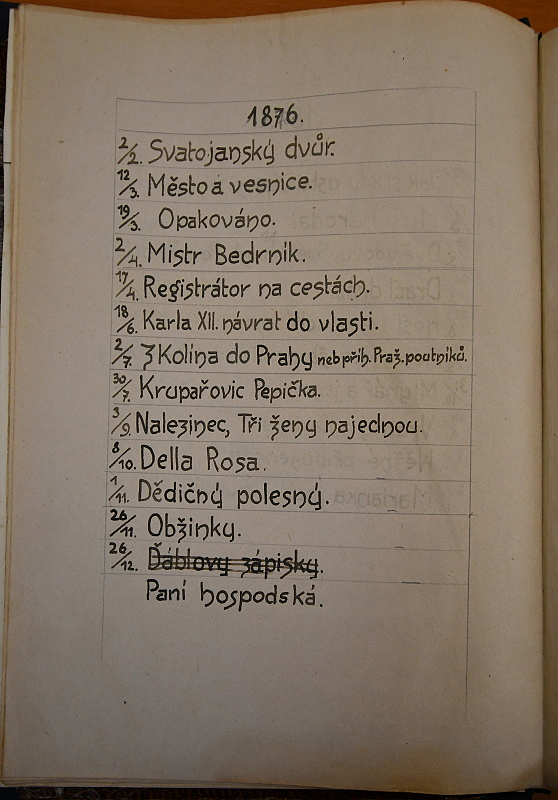 1876.
2/2. Svatojanský dvůr.
12/3. Město a vesnice.
19/3. Opakováno.
2/4. Mistr Bedrník.
17/4. Registrátor na cestách.
18/6. Karla XII. návrat do vlasti.
2/7. Z Kolína do Prahy neb příh. Praž. poutníků.
30/7. Krupařovic Pepička.
3/9. Nalezinec, Tři ženy najednou.
8/10. Della Rosa.
1/11. Dědičný polesný.
26/11. Obžinky.
26/12. Ďáblovy zápisky.
Paní hospodská.